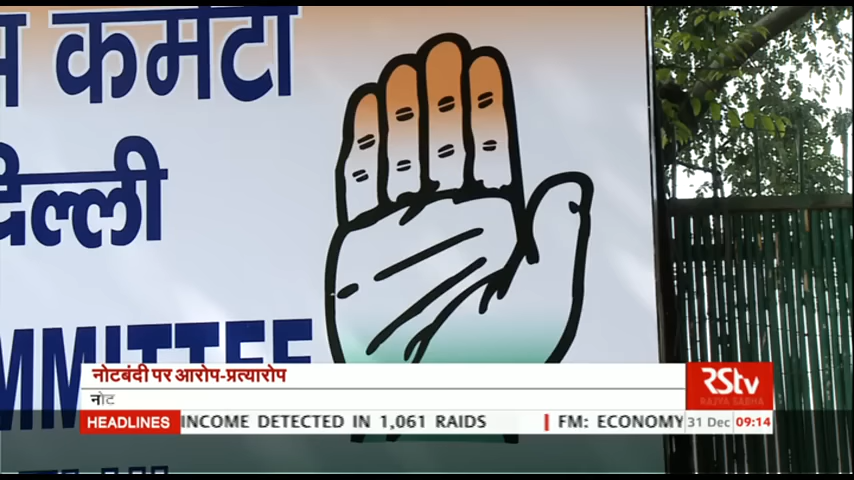 कमेटी
दिल्ली
COMMITTEE
नोटबंदी पर आरोप-प्रत्यारोप
नोट
RStv
RAJYA SABHA
HEADLINES INCOME DETECTED IN 1,061 RAIDS FM: ECONOMY 31 Dec 09:14